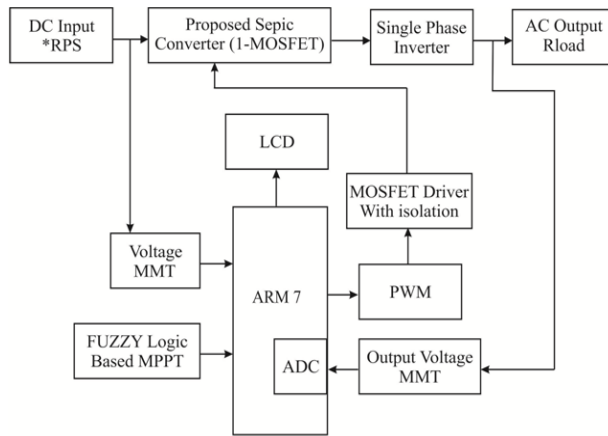 DC Input
*RPS
Proposed Sepic
Converter (1-MOSFET)
Single Phase
Inverter
AC Output
Rload
LCD
MOSFET Driver
With isolation
Voltage
MMT
ARM 7
PWM
FUZZY Logic
Based MPPT
ADC
Output Voltage
MMT